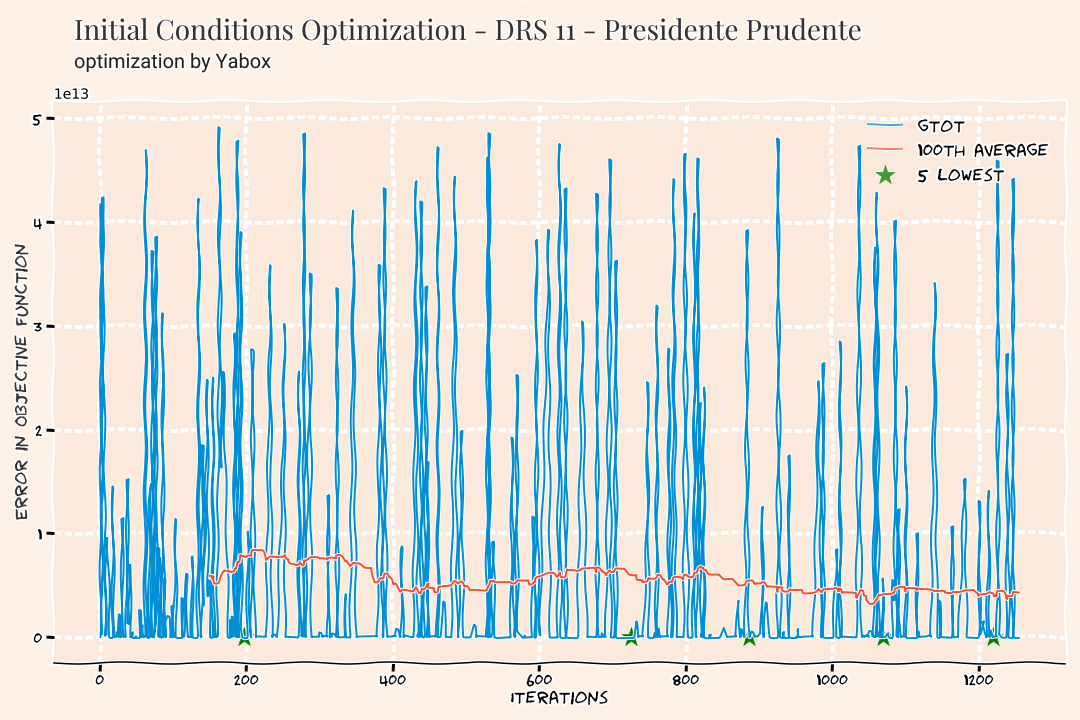 Initial Conditions Optimization - DRS 11 - Presidente Prudente
optimization by Yabox
1e13
5
4
3
2
1
0
ERROR IN OBJECTIVE FUNCTION
GTOT
100TH AVERAGE
5 LOWEST
0 200 400 600 800 1000 1200
ITERATIONS